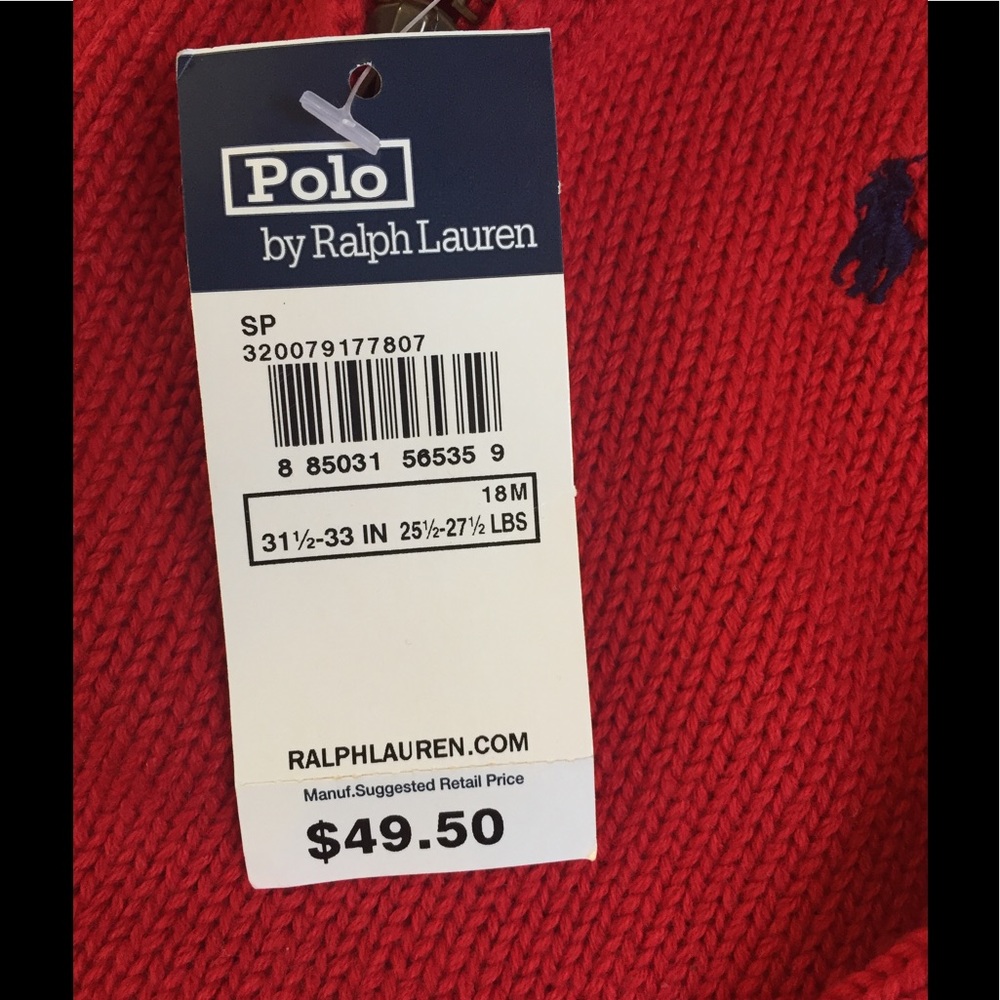 Polo
by Ralph Lauren
SP
320079177807
8 85031 56535 9
18M
31½-33 IN 25½-27½ LBS
RALPHLAUREN.COM
Manuf.Suggested Retail Price
$49.50